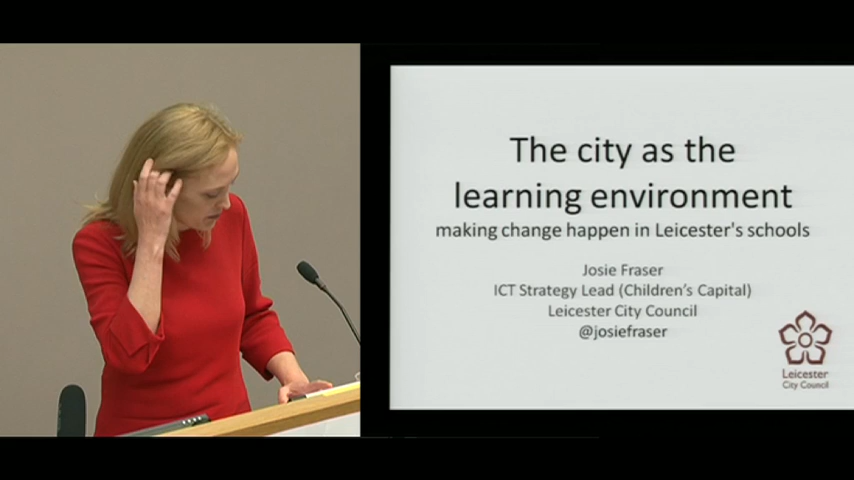 The city as the
learning environment
making change happen in Leicester's schools
Josie Fraser
ICT Strategy Lead (Children's Capital)
Leicester City Council
@josiefraser
Leicester
City Council